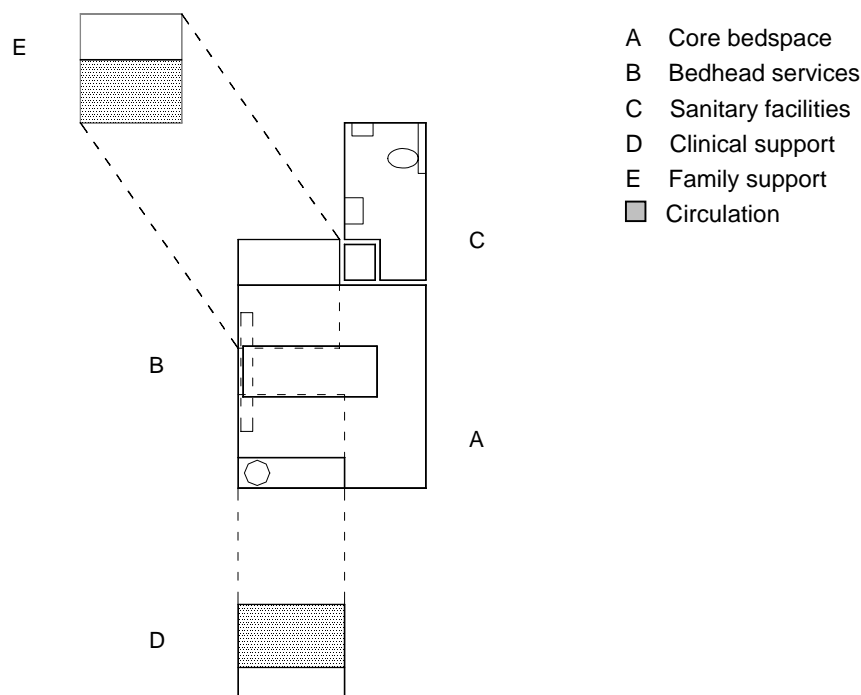 E
A Core bedspace
B Bedhead services
C Sanitary facilities
D Clinical support
E Family support
Circulation
C
B
A
D